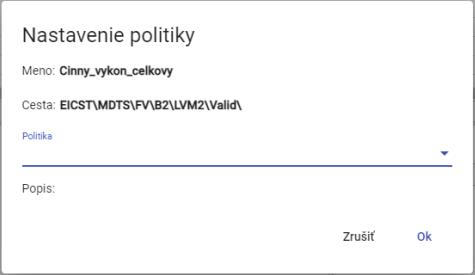 Nastavenie politiky
Meno: Cinny_vykon_celkovy
Cesta: EICST\MDTS\FV\B2\LVM2\Valid\
Politika
Popis:
Zrušiť Ok